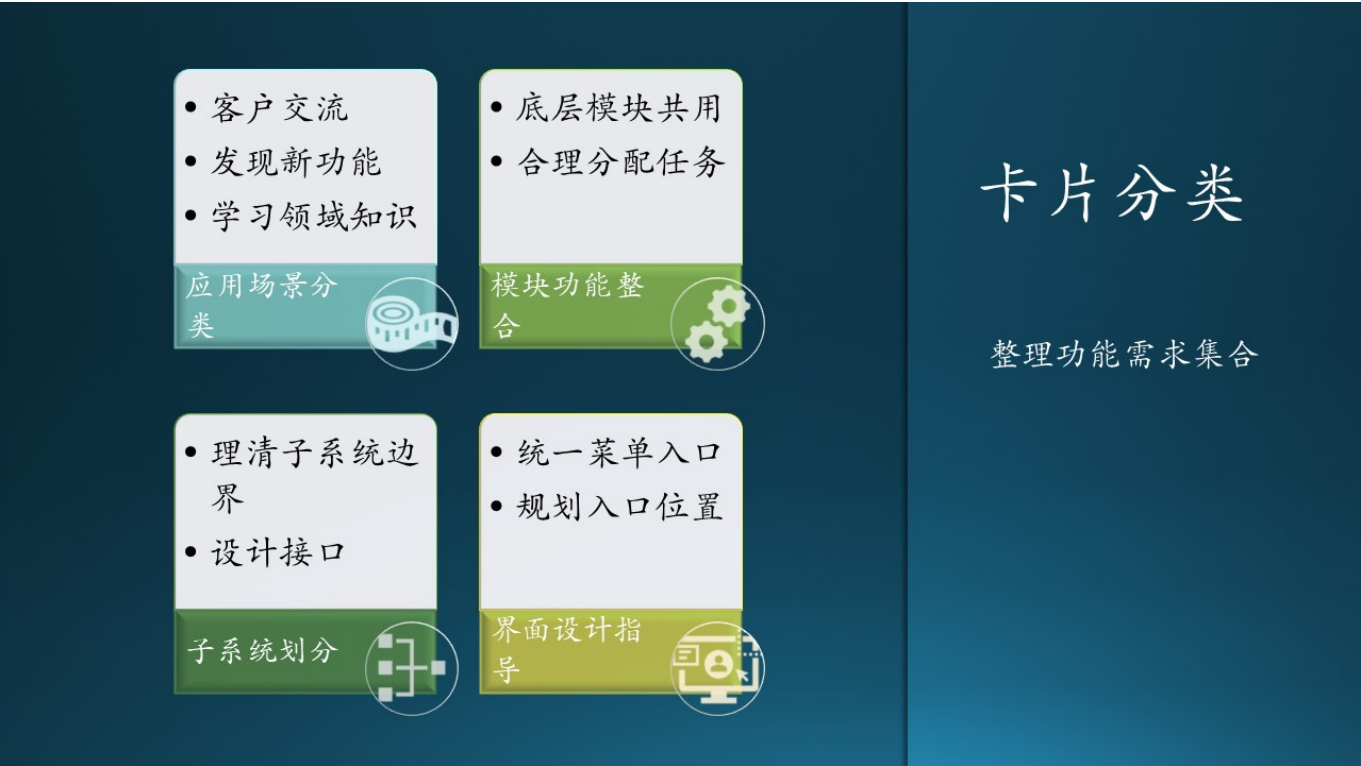 • 客户交流
• 发现新功能
• 学习领域知识
应用场景分
类
• 底层模块共用
• 合理分配任务
模块功能整
合
• 理清子系统边
界
• 设计接口
子系统划分
• 统一菜单入口
• 规划入口位置
界面设计指
导
卡片分类
整理功能需求集合